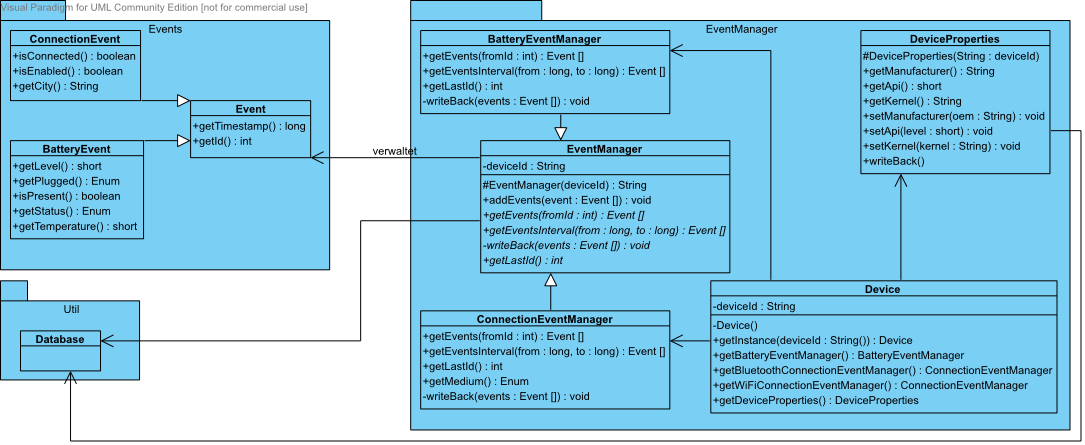 Visual Paradigm for UML Community Edition [not for commercial use]
Events
ConnectionEvent
+isConnected() : boolean
+isEnabled() : boolean
+getCity() : String
Event
+getTimestamp() : long
+getId() : int
BatteryEvent
+getLevel() : short
+getPlugged() : Enum
+isPresent() : boolean
+getStatus() : Enum
+getTemperature() : short
verwaltet
Util
Database
EventManager
BatteryEventManager
+getEvents(fromId : int) : Event []
+getEventsInterval(from : long, to : long) : Event []
+getLastId() : int
-writeBack(events : Event []) : void
DeviceProperties
#DeviceProperties(String : deviceId)
+getManufacturer() : String
+getApi() : short
+getKernel() : String
+setManufacturer(oem : String) : void
+setApi(level : short) : void
+setKernel(kernel : String) : void
+writeBack()
EventManager
-deviceId : String
#EventManager(deviceId) : String
+addEvents(event : Event []) : void
+getEvents(fromId : int) : Event []
+getEventsInterval(from : long, to : long) : Event []
-writeBack(events : Event []) : void
+getLastId() : int
ConnectionEventManager
+getEvents(fromId : int) : Event []
+getEventsInterval(from : long, to : long) : Event []
+getLastId() : int
+getMedium() : Enum
-writeBack(events : Event []) : void
Device
-deviceId : String
-Device()
+getInstance(deviceId : String()) : Device
+getBatteryEventManager() : BatteryEventManager
+getBluetoothConnectionEventManager() : ConnectionEventManager
+getWiFiConnectionEventManager() : ConnectionEventManager
+getDeviceProperties() : DeviceProperties